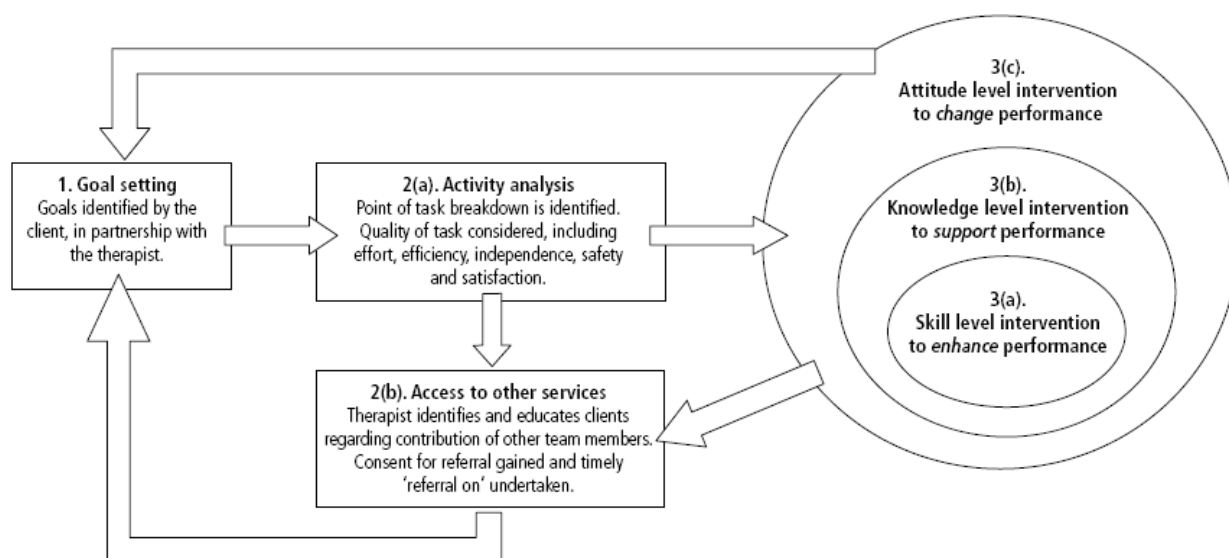 1. Goal setting
Goals identified by the
client, in partnership with
the therapist.
2(a). Activity analysis
Point of task breakdown is identified.
Quality of task considered, including
effort, efficiency, independence, safety
and satisfaction.
2(b). Access to other services
Therapist identifies and educates clients
regarding contribution of other team members.
Consent for referral gained and timely
‘referral on’ undertaken.
3(c).
Attitude level intervention
to change performance
3(b).
Knowledge level intervention
to support performance
3(a).
Skill level intervention
to enhance performance